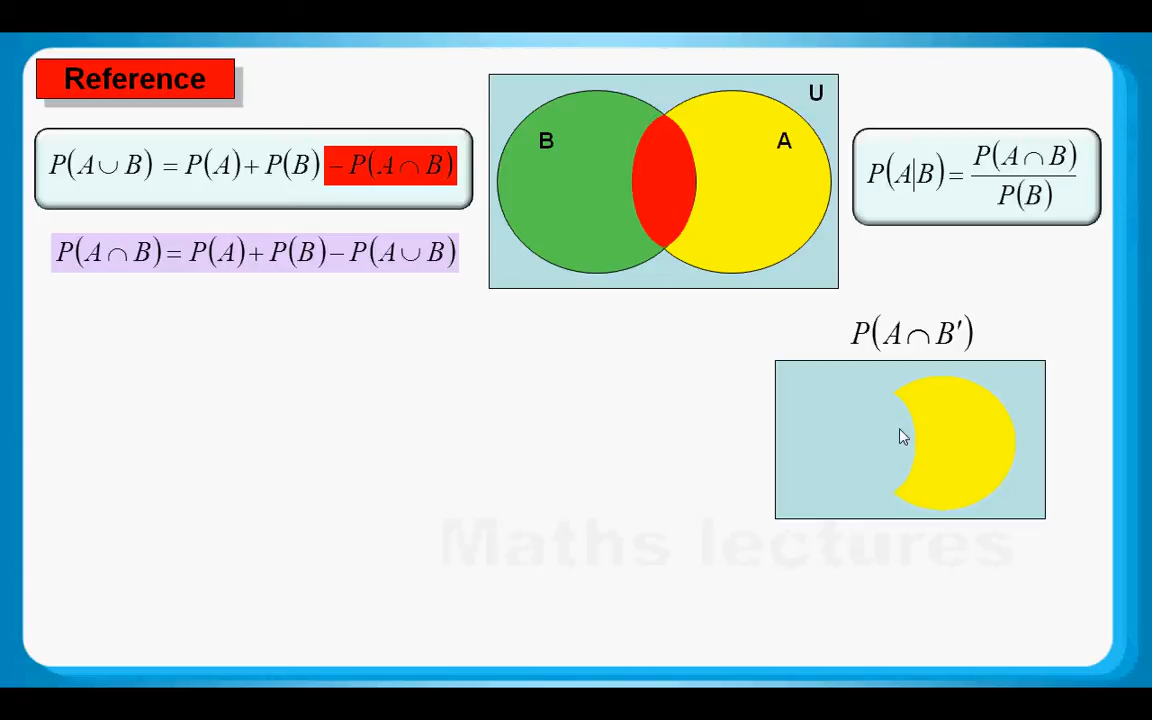 Reference
P(A ∪ B) = P(A) + P(B) − P(A ∩ B)
P(A ∩ B) = P(A) + P(B) − P(A ∪ B)
U
B
A
P(A|B) = P(A ∩ B) / P(B)
P(A ∩ B′)
Maths lectures